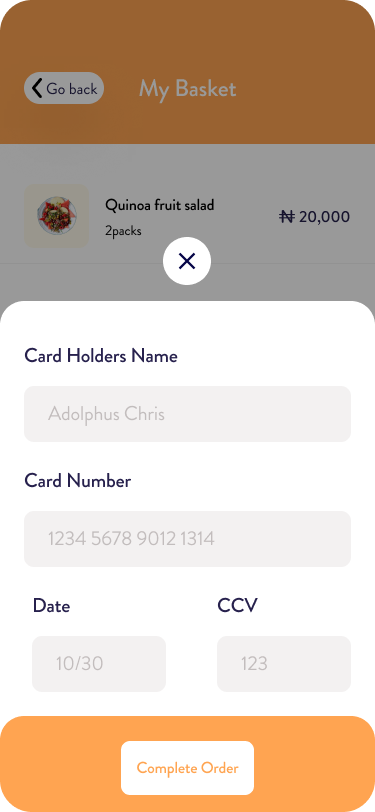 Go back
My Basket
Quinoa fruit salad
2packs
₦ 20,000
Card Holders Name
Adolphus Chris
Card Number
1234 5678 9012 1314
Date
CCV
10/30
123
Complete Order